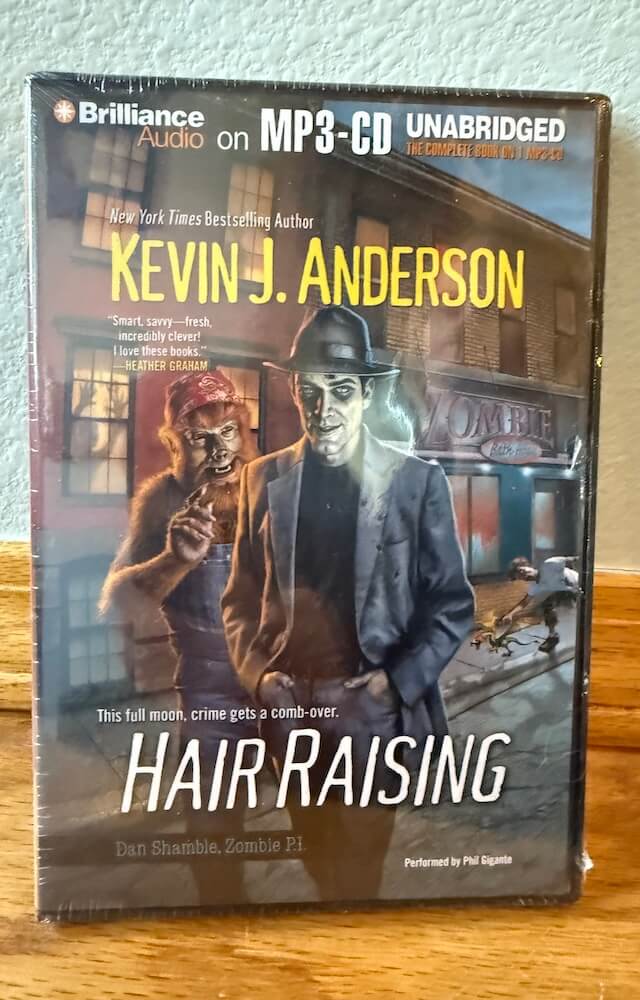 Brilliance Audio on MP3-CD UNABRIDGED
THE COMPLETE BOOK ON 1 MP3-CD
New York Times Bestselling Author
KEVIN J. ANDERSON
"Smart, savvy—fresh,
incredibly clever!
I love these books."
—HEATHER GRAHAM
ZOMBIE
This full moon, crime gets a comb-over.
HAIR RAISING
Dan Shamble, Zombie P.I.
Performed by Phil Gigante